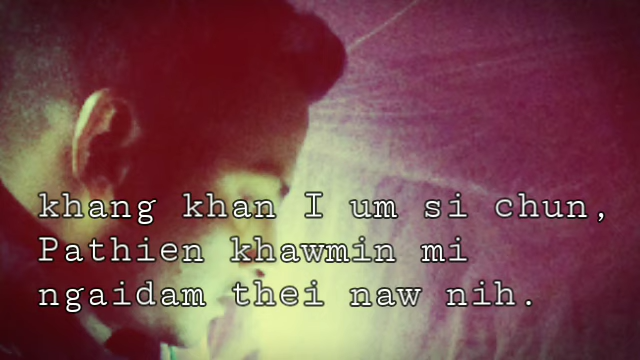 khang khan I um si chun,
Pathien khawmin mi
ngaidam thei naw nih.